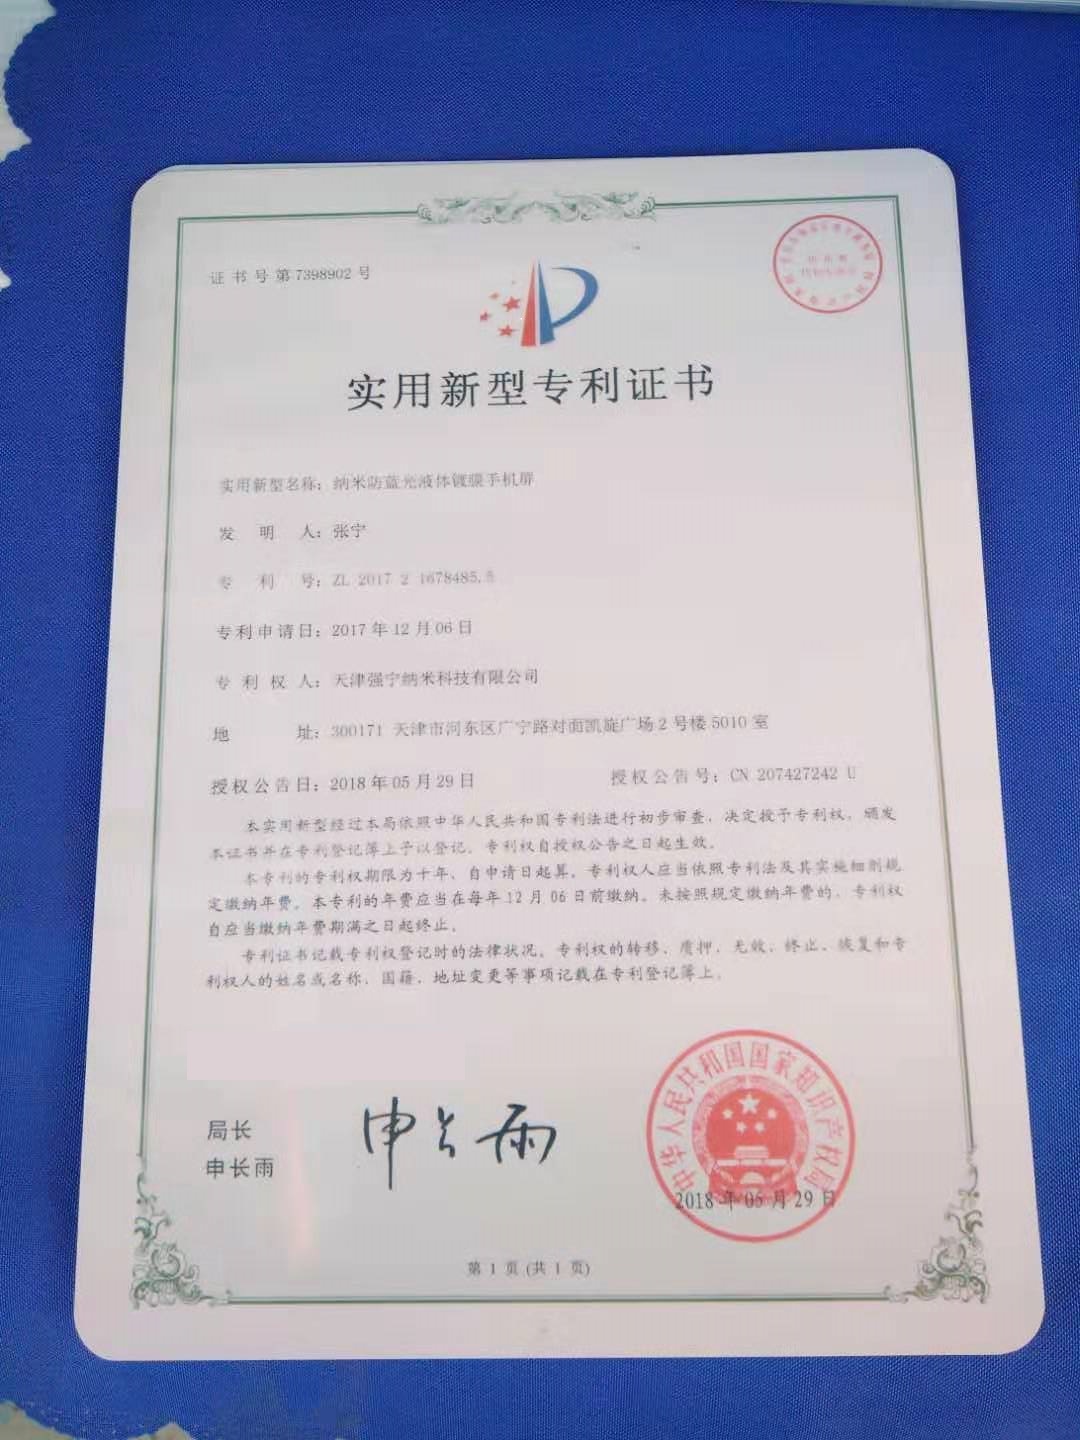 证书号第7398902号
实用新型专利证书
实用新型名称：纳米防蓝光液体镀膜手机屏
发 明 人：张宁
专 利 号：ZL 2017 2 1678485.5
专利申请日：2017年12月06日
专 利 权 人：天津强宁纳米科技有限公司
地 址：300171 天津市河东区广宁路对面凯旋广场2号楼5010室
授权公告日：2018年05月29日 授权公告号：CN 207427242 U
本实用新型经过本局依照中华人民共和国专利法进行初步审查，决定授予专利权，颁发
本证书并在专利登记簿上予以登记。专利权自授权公告之日起生效。
本专利的专利权期限为十年，自申请日起算。专利权人应当依照专利法及其实施细则规
定缴纳年费。本专利的年费应当在每年12月06日前缴纳。未按照规定缴纳年费的，专利权
自应当缴纳年费期满之日起终止。
专利证书记载专利权登记时的法律状况。专利权的转移、质押、无效、终止、恢复和专
利权人的姓名或名称、国籍、地址变更等事项记载在专利登记簿上。
局长
申长雨
申长雨
中华人民共和国国家知识产权局
2018年05月29日
第 1 页 (共 1 页)